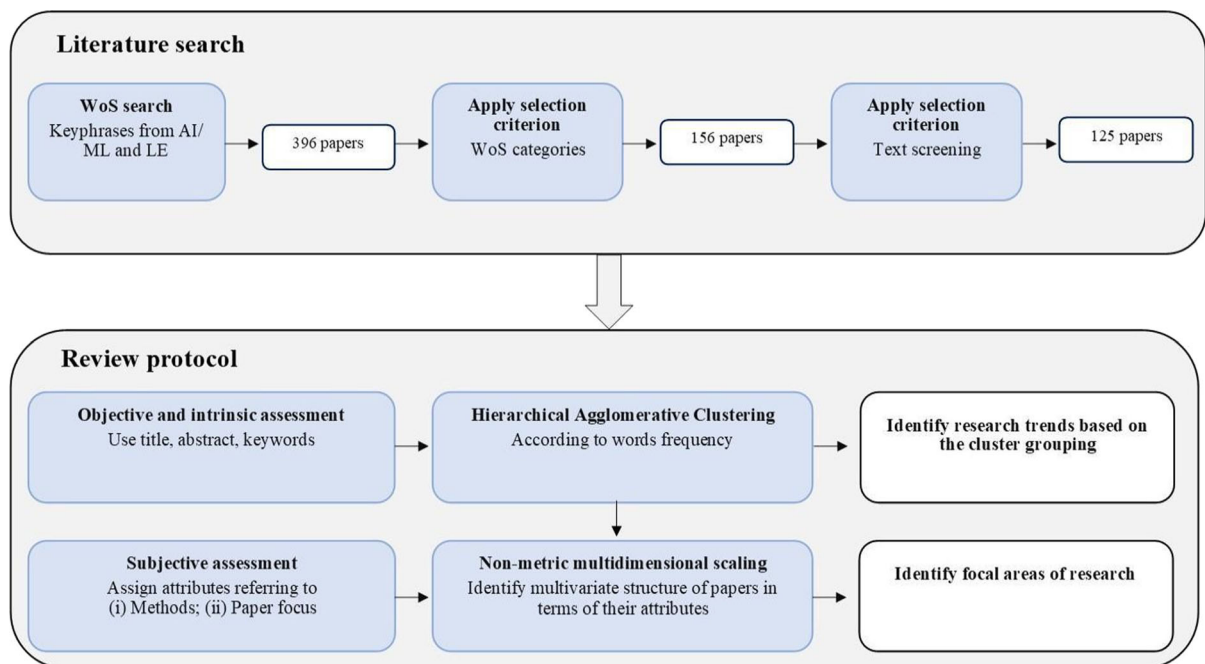 Literature search
WoS search
Keyphrases from AI/
ML and LE
396 papers
Apply selection
criterion
WoS categories
156 papers
Apply selection
criterion
Text screening
125 papers
Review protocol
Objective and intrinsic assessment
Use title, abstract, keywords
Hierarchical Agglomerative Clustering
According to words frequency
Identify research trends based on
the cluster grouping
Subjective assessment
Assign attributes referring to
(i) Methods; (ii) Paper focus
Non-metric multidimensional scaling
Identify multivariate structure of papers in
terms of their attributes
Identify focal areas of research